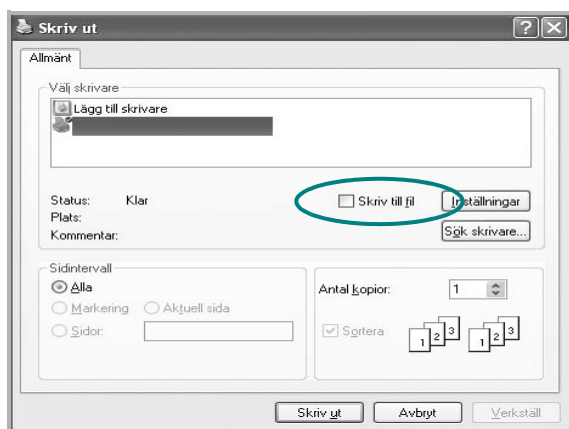 Skriv ut
Allmänt
Välj skrivare
Lägg till skrivare
Status: Klar
Skriv till fil
Inställningar
Plats:
Kommentar:
Sök skrivare...
Sidintervall
Alla
Markering Aktuell sida
Sidor:
Antal kopior: 1
Sortera
1 2 3 1 2 3
Skriv ut Avbryt Verkställ